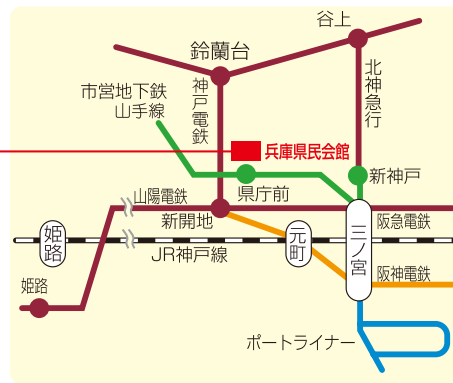 谷上
鈴蘭台
市営地下鉄
山手線
神戸電鉄
北神急行
兵庫県民会館
新神戸
県庁前
山陽電鉄
新開地
阪急電鉄
姫路
元町
三ノ宮
JR神戸線
阪神電鉄
姫路
ポートライナー